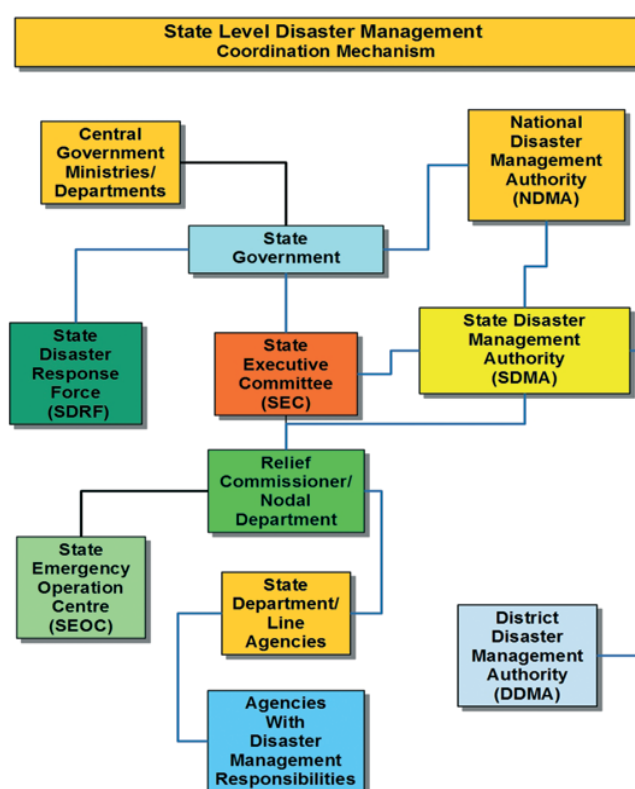 State Level Disaster Management
Coordination Mechanism
Central
Government
Ministries/
Departments
National
Disaster
Management
Authority
(NDMA)
State
Government
State
Disaster
Response
Force
(SDRF)
State
Executive
Committee
(SEC)
State Disaster
Management
Authority
(SDMA)
Relief
Commissioner/
Nodal
Department
State
Emergency
Operation
Centre
(SEOC)
State
Department/
Line
Agencies
District
Disaster
Management
Authority
(DDMA)
Agencies
With
Disaster
Management
Responsibilities